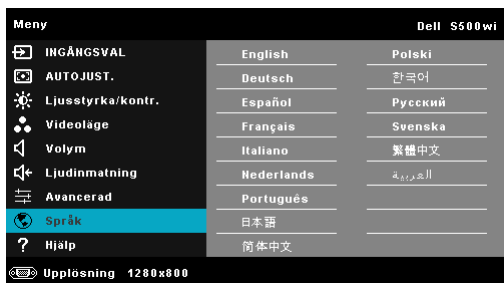 Meny Dell S500wi
INGÅNGSVAL English Polski
AUTOJUST. Deutsch 한국어
Ljusstyrka/kontr. Español Русский
Videoläge Français Svenska
Volym Italiano 繁體中文
Ljudinmatning Nederlands العربية
Avancerad Português
Språk 日本語
? Hjälp 简体中文
Upplösning 1280x800